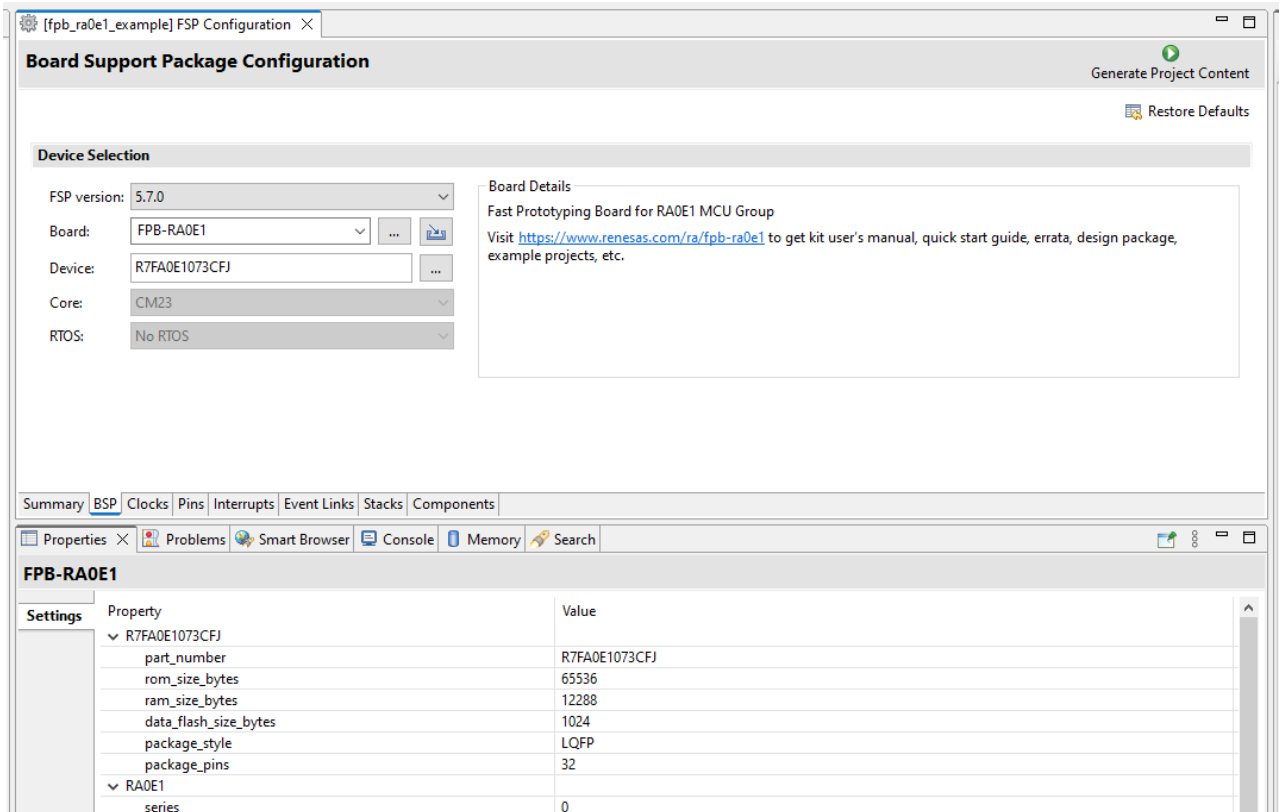 [fpb_ra0e1_example] FSP Configuration
Board Support Package Configuration
Generate Project Content
Restore Defaults
Device Selection
FSP version: 5.7.0
Board: FPB-RA0E1 ...
Device: R7FA0E1073CFJ ...
Core: CM23
RTOS: No RTOS
Board Details
Fast Prototyping Board for RA0E1 MCU Group
Visit https://www.renesas.com/ra/fpb-ra0e1 to get kit user's manual, quick start guide, errata, design package,
example projects, etc.
Summary BSP Clocks Pins Interrupts Event Links Stacks Components
Properties Problems Smart Browser Console Memory Search
FPB-RA0E1
Settings
Property Value
R7FA0E1073CFJ
part_number R7FA0E1073CFJ
rom_size_bytes 65536
ram_size_bytes 12288
data_flash_size_bytes 1024
package_style LQFP
package_pins 32
RA0E1
series 0